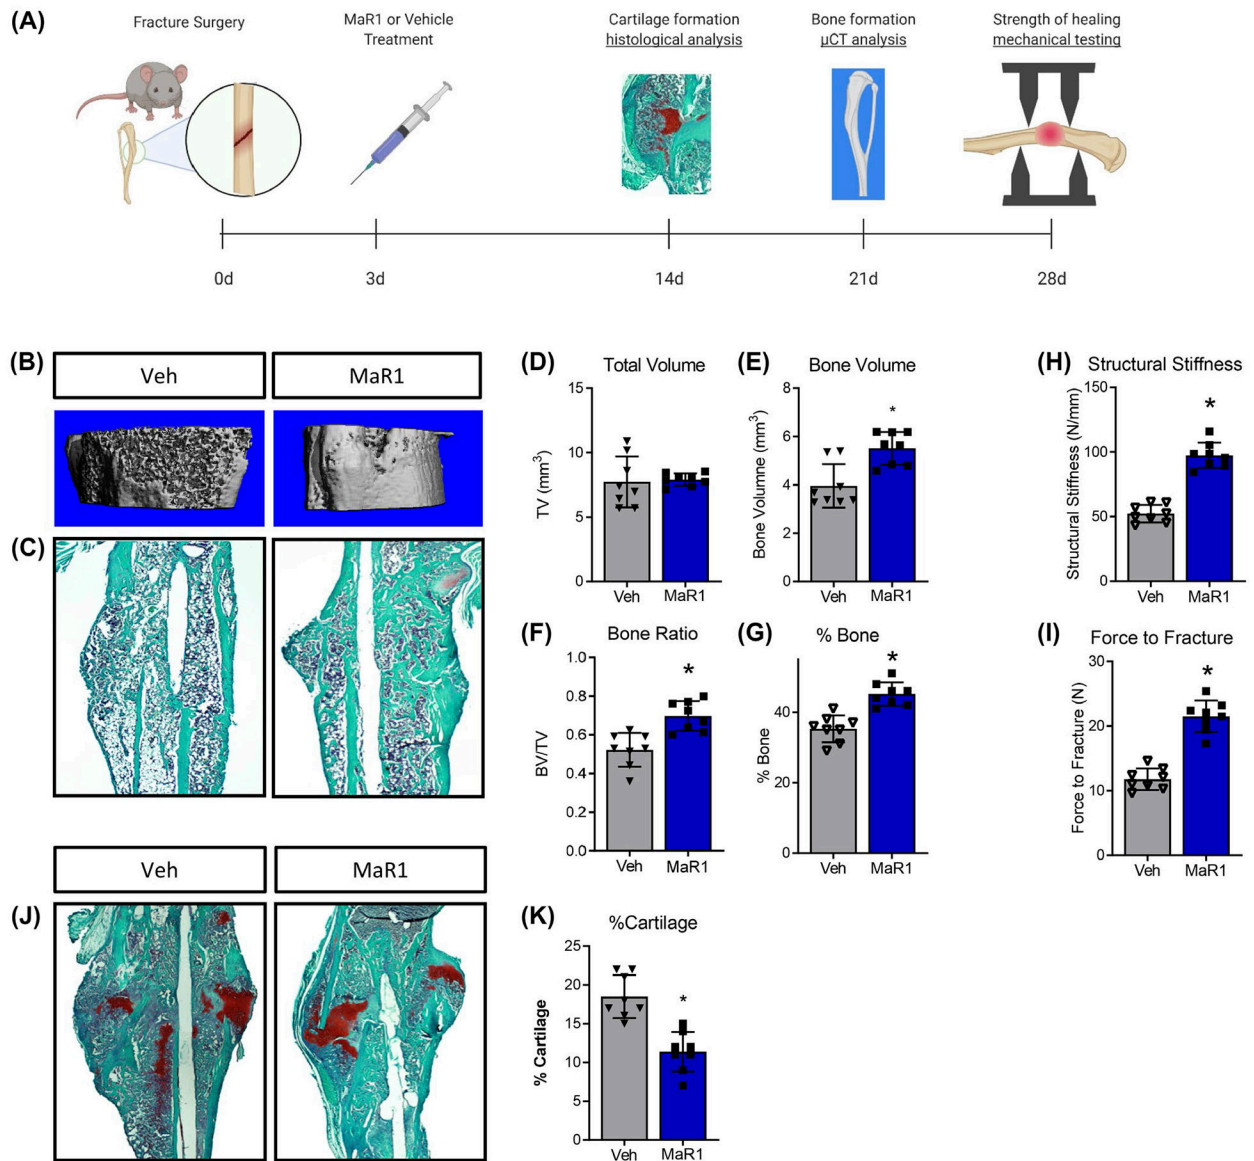 (A)
Fracture Surgery
MaR1 or Vehicle
Treatment
Cartilage formation
histological analysis
Bone formation
µCT analysis
Strength of healing
mechanical testing
0d
3d
14d
21d
28d
(B)
Veh
MaR1
(C)
(D)
Total Volume
TV (mm³)
15
10
5
0
Veh
MaR1
(E)
Bone Volume
Bone Volume (mm³)
8
6
4
2
0
*
Veh
MaR1
(H)
Structural Stiffness
Structural Stiffness (N/mm)
150
100
50
0
*
Veh
MaR1
(F)
Bone Ratio
BV/TV
1.0
0.8
0.6
0.4
0.2
0.0
*
Veh
MaR1
(G)
% Bone
% Bone
40
20
0
*
Veh
MaR1
(I)
Force to Fracture
Force to Fracture (N)
30
20
10
0
*
Veh
MaR1
Veh
MaR1
(J)
(K)
%Cartilage
% Cartilage
25
20
15
10
5
0
*
Veh
MaR1